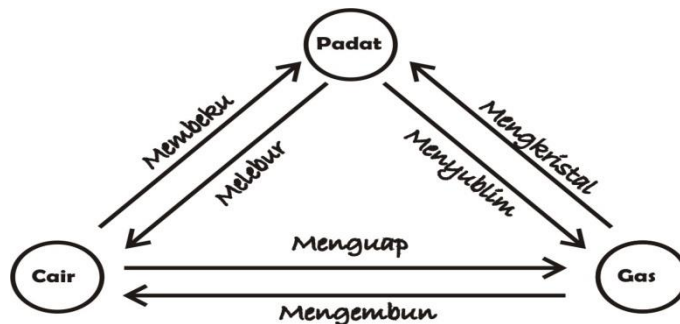 Padat
Membeku
Melebur
Menyublim
Mengkristal
Cair
Menguap
Gas
Mengembun